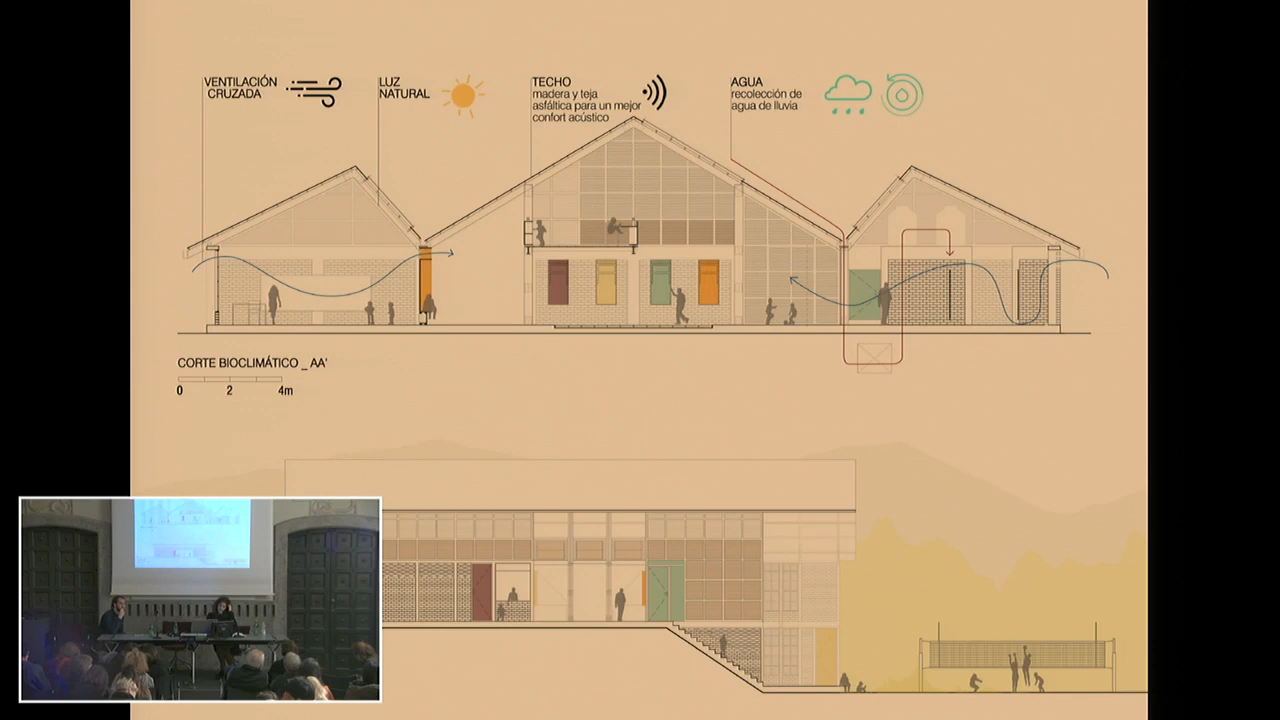 VENTILACIÓN
CRUZADA
LUZ
NATURAL
TECHO
madera y teja
asfáltica para un mejor
confort acústico
AGUA
recolección de
agua de lluvia
CORTE BIOCLIMÁTICO _ AA'
0 2 4m